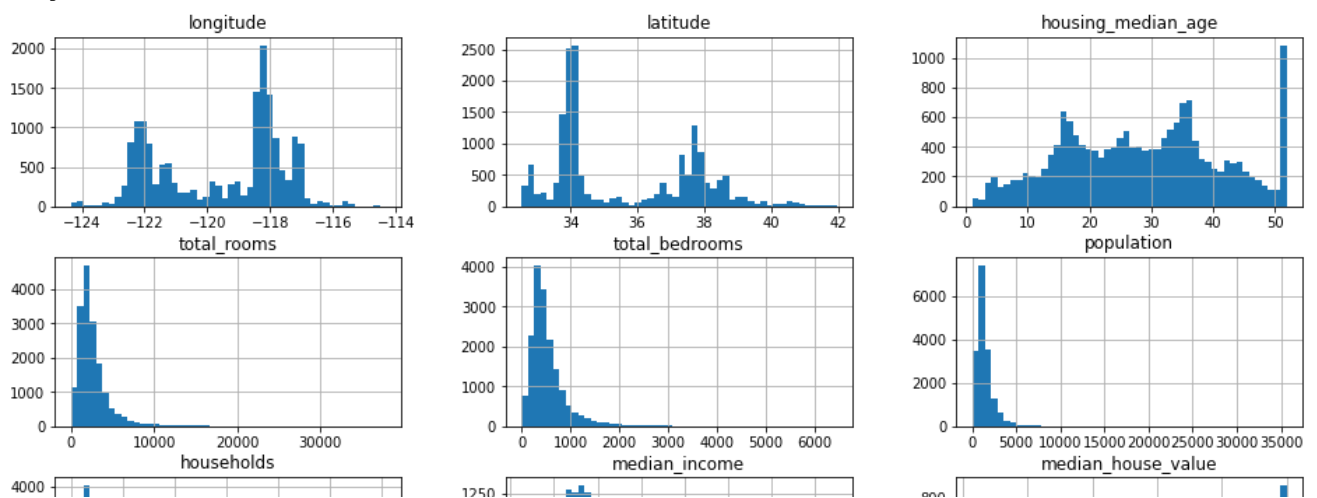 longitude
2000
1500
1000
500
0
−124 −122 −120 −118 −116 −114
latitude
2500
2000
1500
1000
500
0
34 36 38 40 42
housing_median_age
1000
800
600
400
200
0
0 10 20 30 40 50
total_rooms
4000
3000
2000
1000
0
0 10000 20000 30000
total_bedrooms
4000
3000
2000
1000
0
0 1000 2000 3000 4000 5000 6000
population
6000
4000
2000
0
0 5000 10000 15000 20000 25000 30000 35000
households
4000
median_income
1250
median_house_value
800